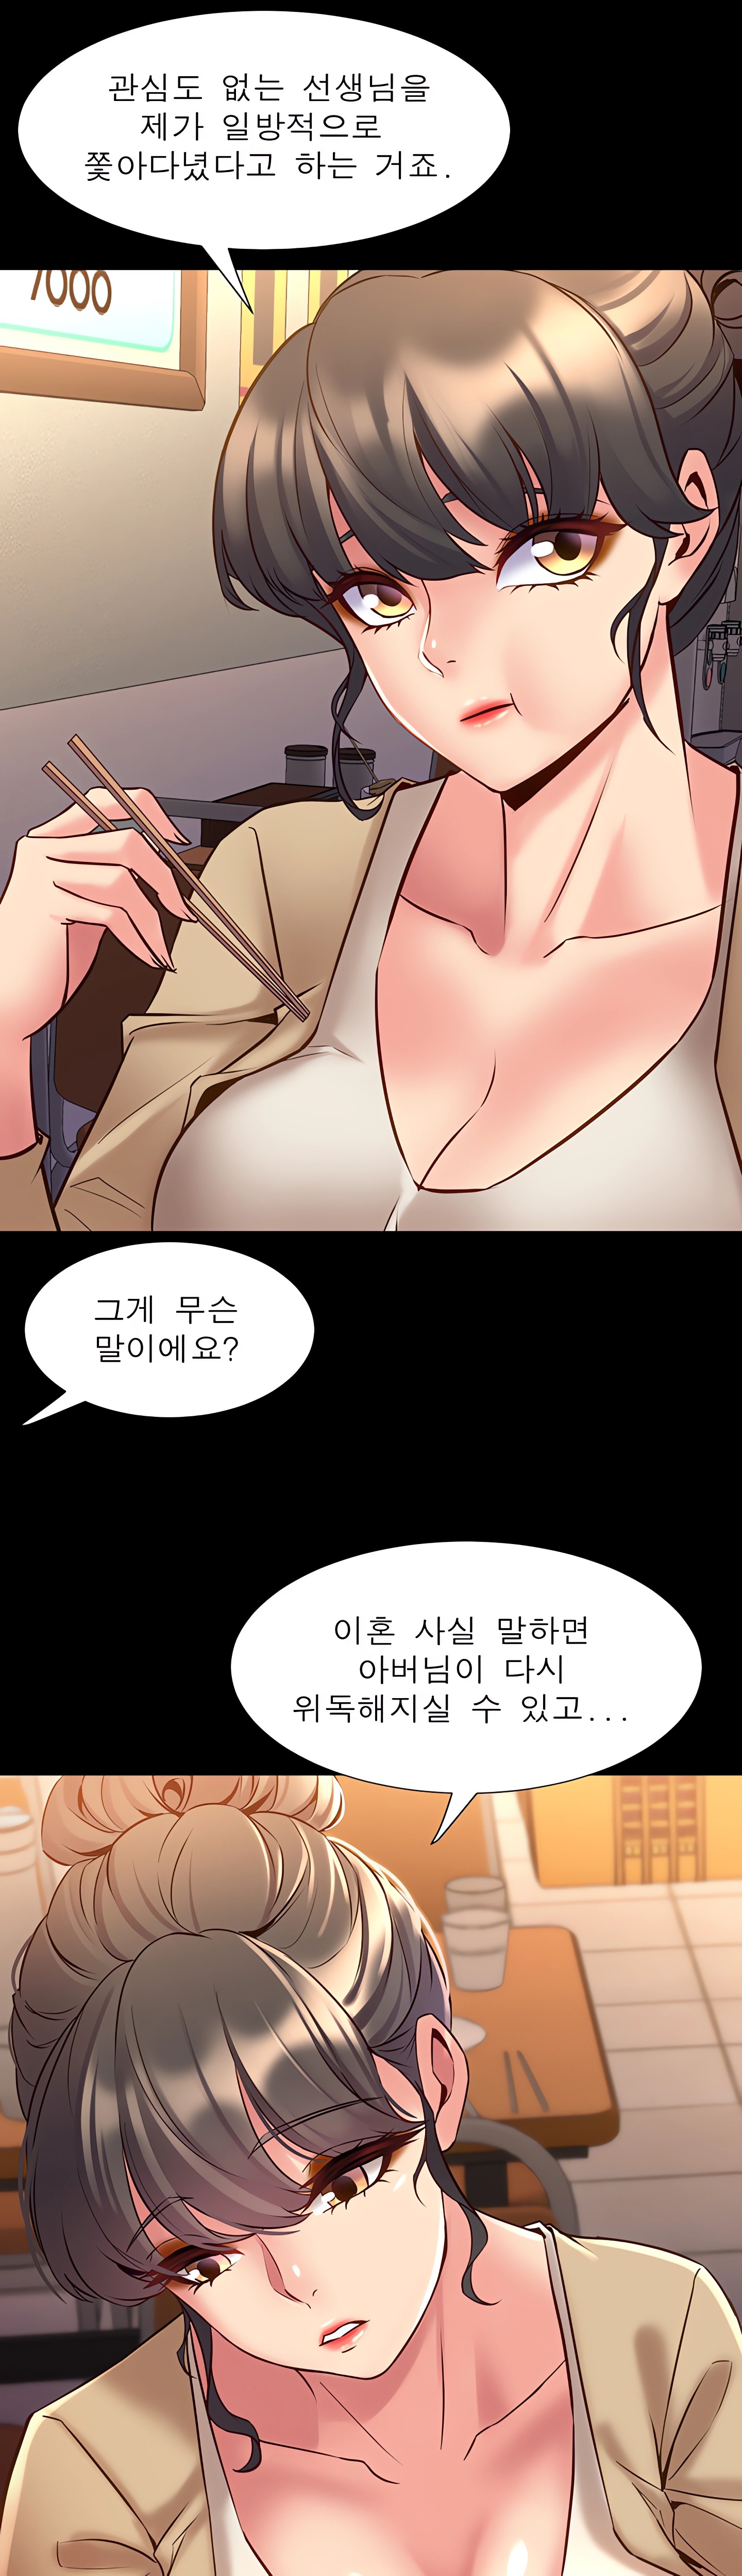 관심도 없는 선생님을
제가 일방적으로
쫓아다녔다고 하는 거죠.
7000
그게 무슨
말이에요?
이혼 사실 말하면
아버님이 다시
위독해지실 수 있고...